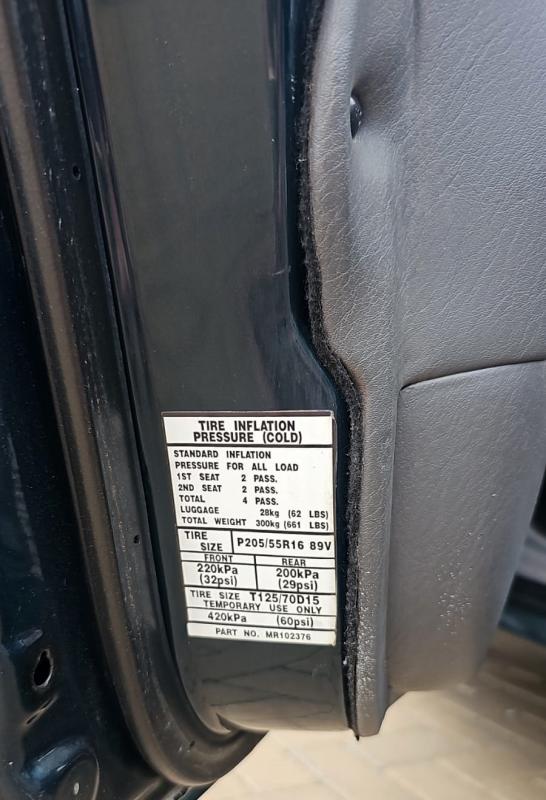 TIRE INFLATION
PRESSURE (COLD)
STANDARD INFLATION
PRESSURE FOR ALL LOAD
1ST SEAT 2 PASS.
2ND SEAT 2 PASS.
TOTAL 4 PASS.
LUGGAGE 28kg (62 LBS)
TOTAL WEIGHT 300kg (661 LBS)
TIRE SIZE P205/55R16 89V
FRONT REAR
220kPa 200kPa
(32psi) (29psi)
TIRE SIZE T125/70D15
TEMPORARY USE ONLY
420kPa (60psi)
PART NO. MR102376